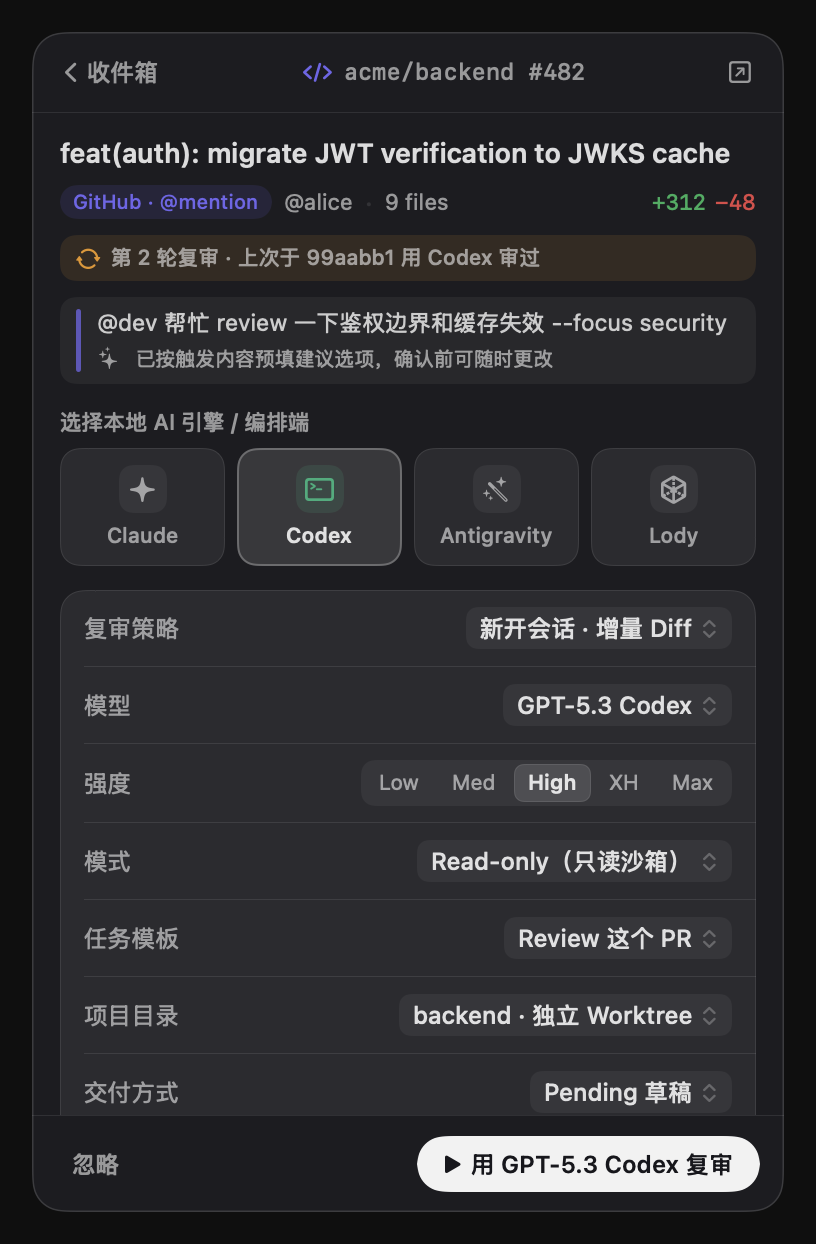 收件箱
</> acme/backend #482
feat(auth): migrate JWT verification to JWKS cache
GitHub · @mention @alice · 9 files +312 −48
第 2 轮复审 · 上次于 99aabb1 用 Codex 审过
@dev 帮忙 review 一下鉴权边界和缓存失效 --focus security
已按触发内容预填建议选项，确认前可随时更改
选择本地 AI 引擎 / 编排端
Claude Codex Antigravity Lody
复审策略 新开会话 · 增量 Diff
模型 GPT-5.3 Codex
强度 Low Med High XH Max
模式 Read-only（只读沙箱）
任务模板 Review 这个 PR
项目目录 backend · 独立 Worktree
交付方式 Pending 草稿
忽略 用 GPT-5.3 Codex 复审